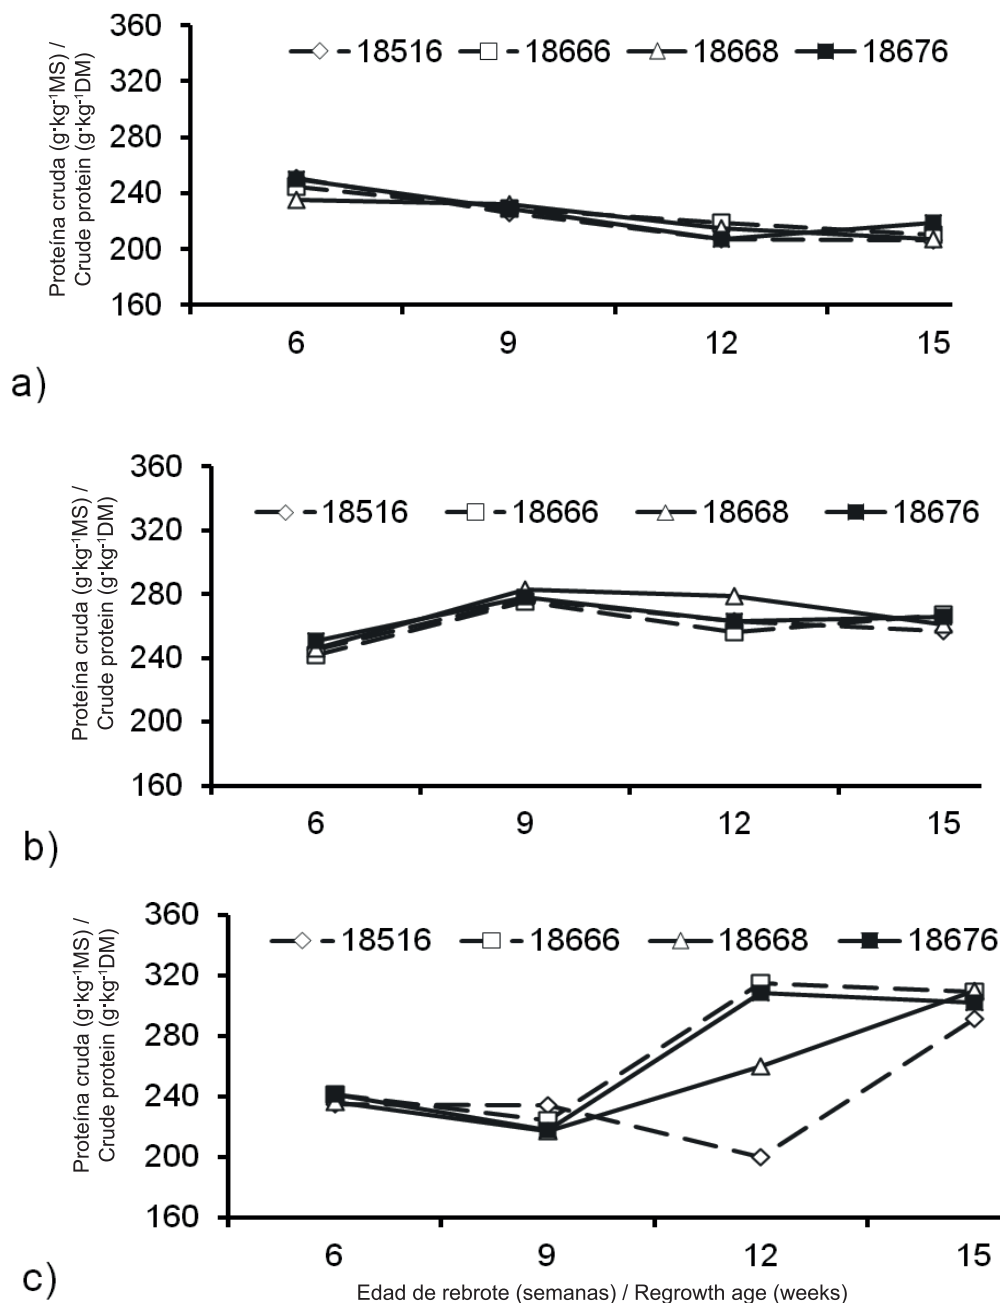 360
320
280
240
200
160
Proteína cruda (g·kg⁻¹MS) /
Crude protein (g·kg⁻¹DM)
18516 18666 18668 18676
6 9 12 15
a)
360
320
280
240
200
160
Proteína cruda (g·kg⁻¹MS) /
Crude protein (g·kg⁻¹DM)
18516 18666 18668 18676
6 9 12 15
b)
360
320
280
240
200
160
Proteína cruda (g·kg⁻¹MS) /
Crude protein (g·kg⁻¹DM)
18516 18666 18668 18676
6 9 12 15
c)
Edad de rebrote (semanas) / Regrowth age (weeks)